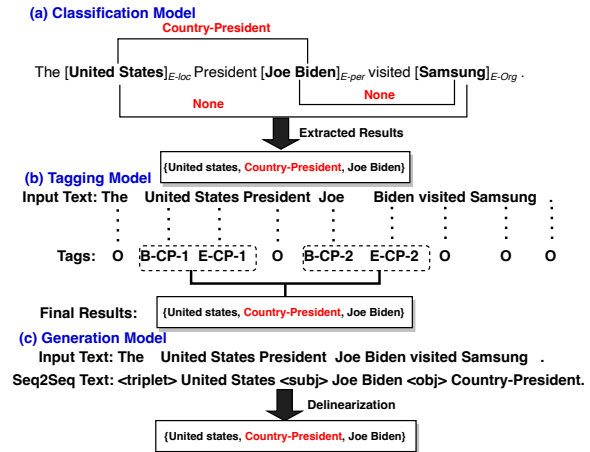 (a) Classification Model
Country-President
The [United States]E-loc President [Joe Biden]E-per visited [Samsung]E-Org .
None
None
Extracted Results
{United states, Country-President, Joe Biden}
(b) Tagging Model
Input Text: The United States President Joe Biden visited Samsung .
Tags: O B-CP-1 E-CP-1 O B-CP-2 E-CP-2 O O O
Final Results: {United states, Country-President, Joe Biden}
(c) Generation Model
Input Text: The United States President Joe Biden visited Samsung .
Seq2Seq Text: <triplet> United States <subj> Joe Biden <obj> Country-President.
Delinearization
{United states, Country-President, Joe Biden}